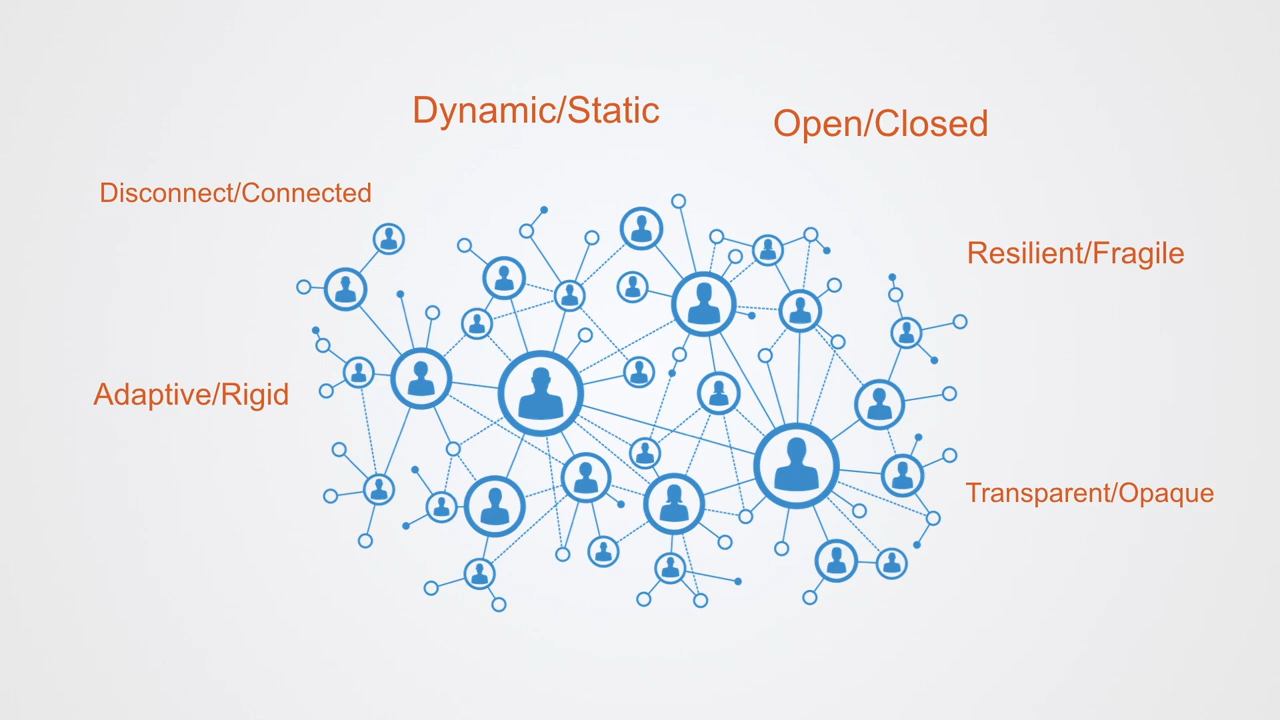 Dynamic/Static
Open/Closed
Disconnect/Connected
Resilient/Fragile
Adaptive/Rigid
Transparent/Opaque